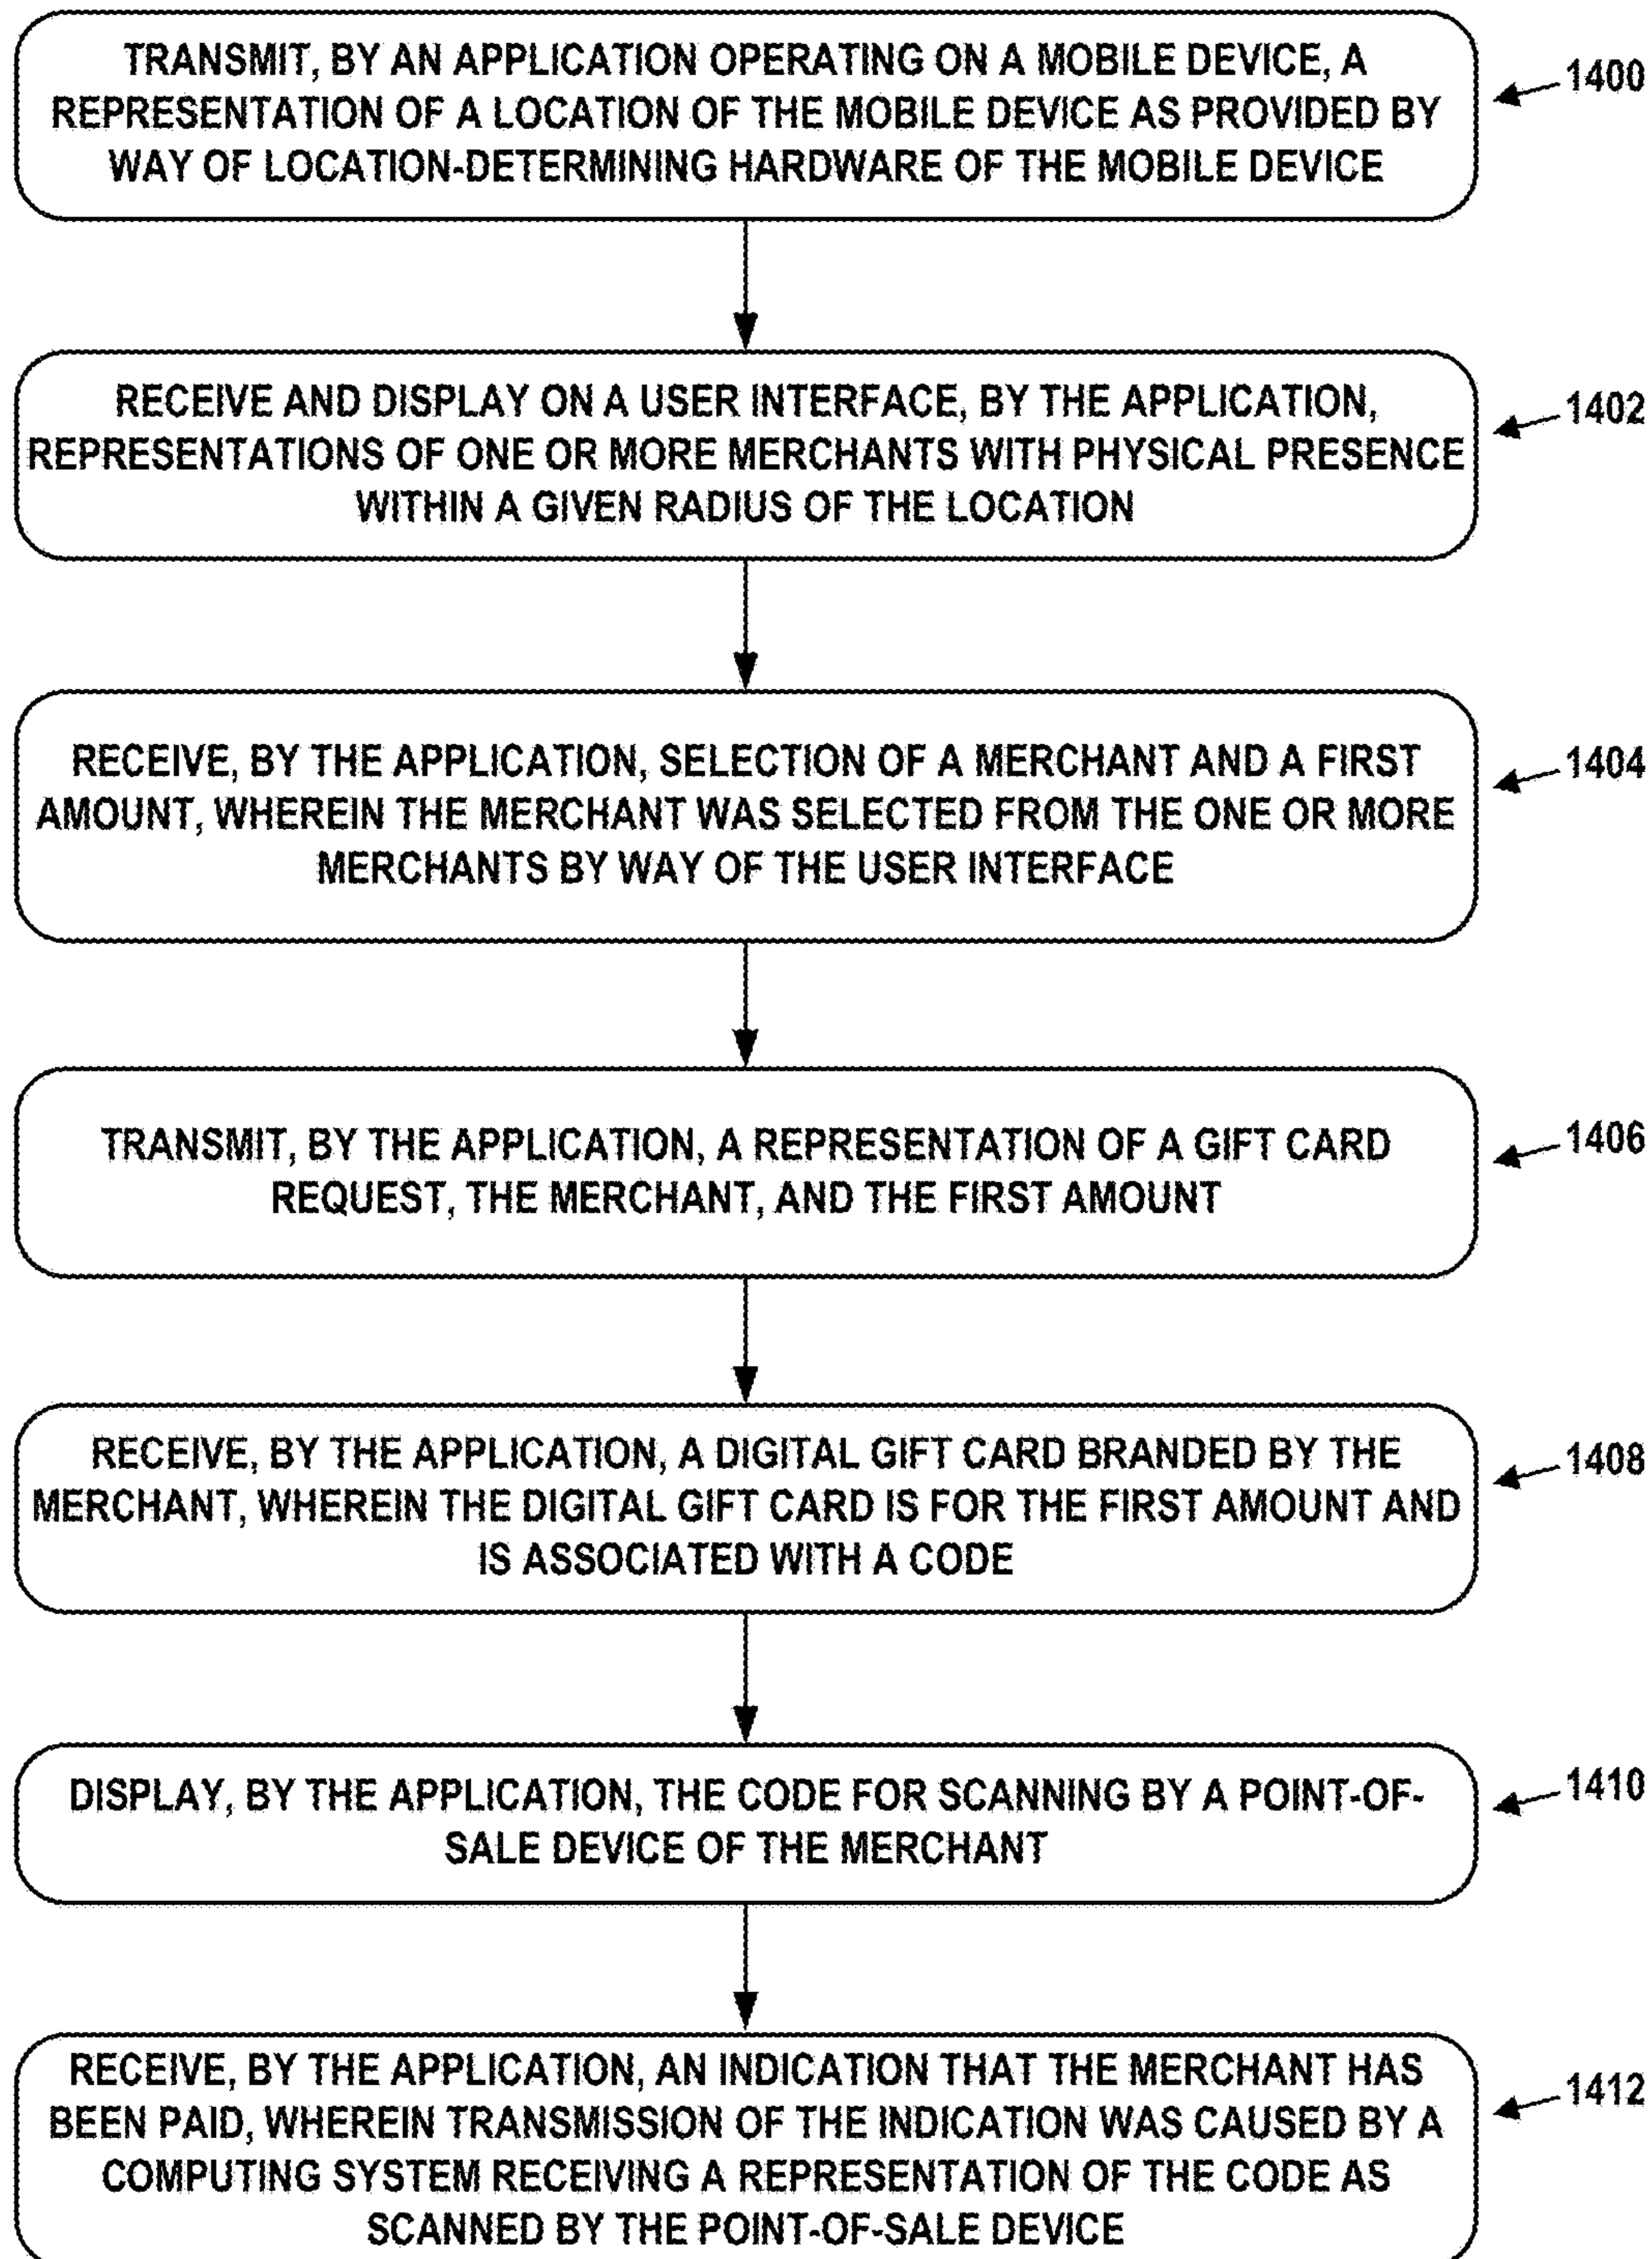 TRANSMIT, BY AN APPLICATION OPERATING ON A MOBILE DEVICE, A
REPRESENTATION OF A LOCATION OF THE MOBILE DEVICE AS PROVIDED BY
WAY OF LOCATION-DETERMINING HARDWARE OF THE MOBILE DEVICE
1400
RECEIVE AND DISPLAY ON A USER INTERFACE, BY THE APPLICATION,
REPRESENTATIONS OF ONE OR MORE MERCHANTS WITH PHYSICAL PRESENCE
WITHIN A GIVEN RADIUS OF THE LOCATION
1402
RECEIVE, BY THE APPLICATION, SELECTION OF A MERCHANT AND A FIRST
AMOUNT, WHEREIN THE MERCHANT WAS SELECTED FROM THE ONE OR MORE
MERCHANTS BY WAY OF THE USER INTERFACE
1404
TRANSMIT, BY THE APPLICATION, A REPRESENTATION OF A GIFT CARD
REQUEST, THE MERCHANT, AND THE FIRST AMOUNT
1406
RECEIVE, BY THE APPLICATION, A DIGITAL GIFT CARD BRANDED BY THE
MERCHANT, WHEREIN THE DIGITAL GIFT CARD IS FOR THE FIRST AMOUNT AND
IS ASSOCIATED WITH A CODE
1408
DISPLAY, BY THE APPLICATION, THE CODE FOR SCANNING BY A POINT-OF-
SALE DEVICE OF THE MERCHANT
1410
RECEIVE, BY THE APPLICATION, AN INDICATION THAT THE MERCHANT HAS
BEEN PAID, WHEREIN TRANSMISSION OF THE INDICATION WAS CAUSED BY A
COMPUTING SYSTEM RECEIVING A REPRESENTATION OF THE CODE AS
SCANNED BY THE POINT-OF-SALE DEVICE
1412